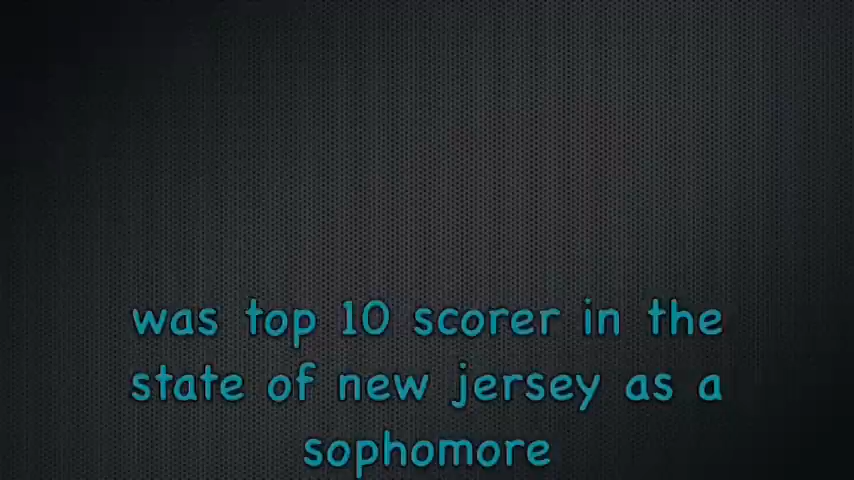 was top 10 scorer in the
state of new jersey as a
sophomore